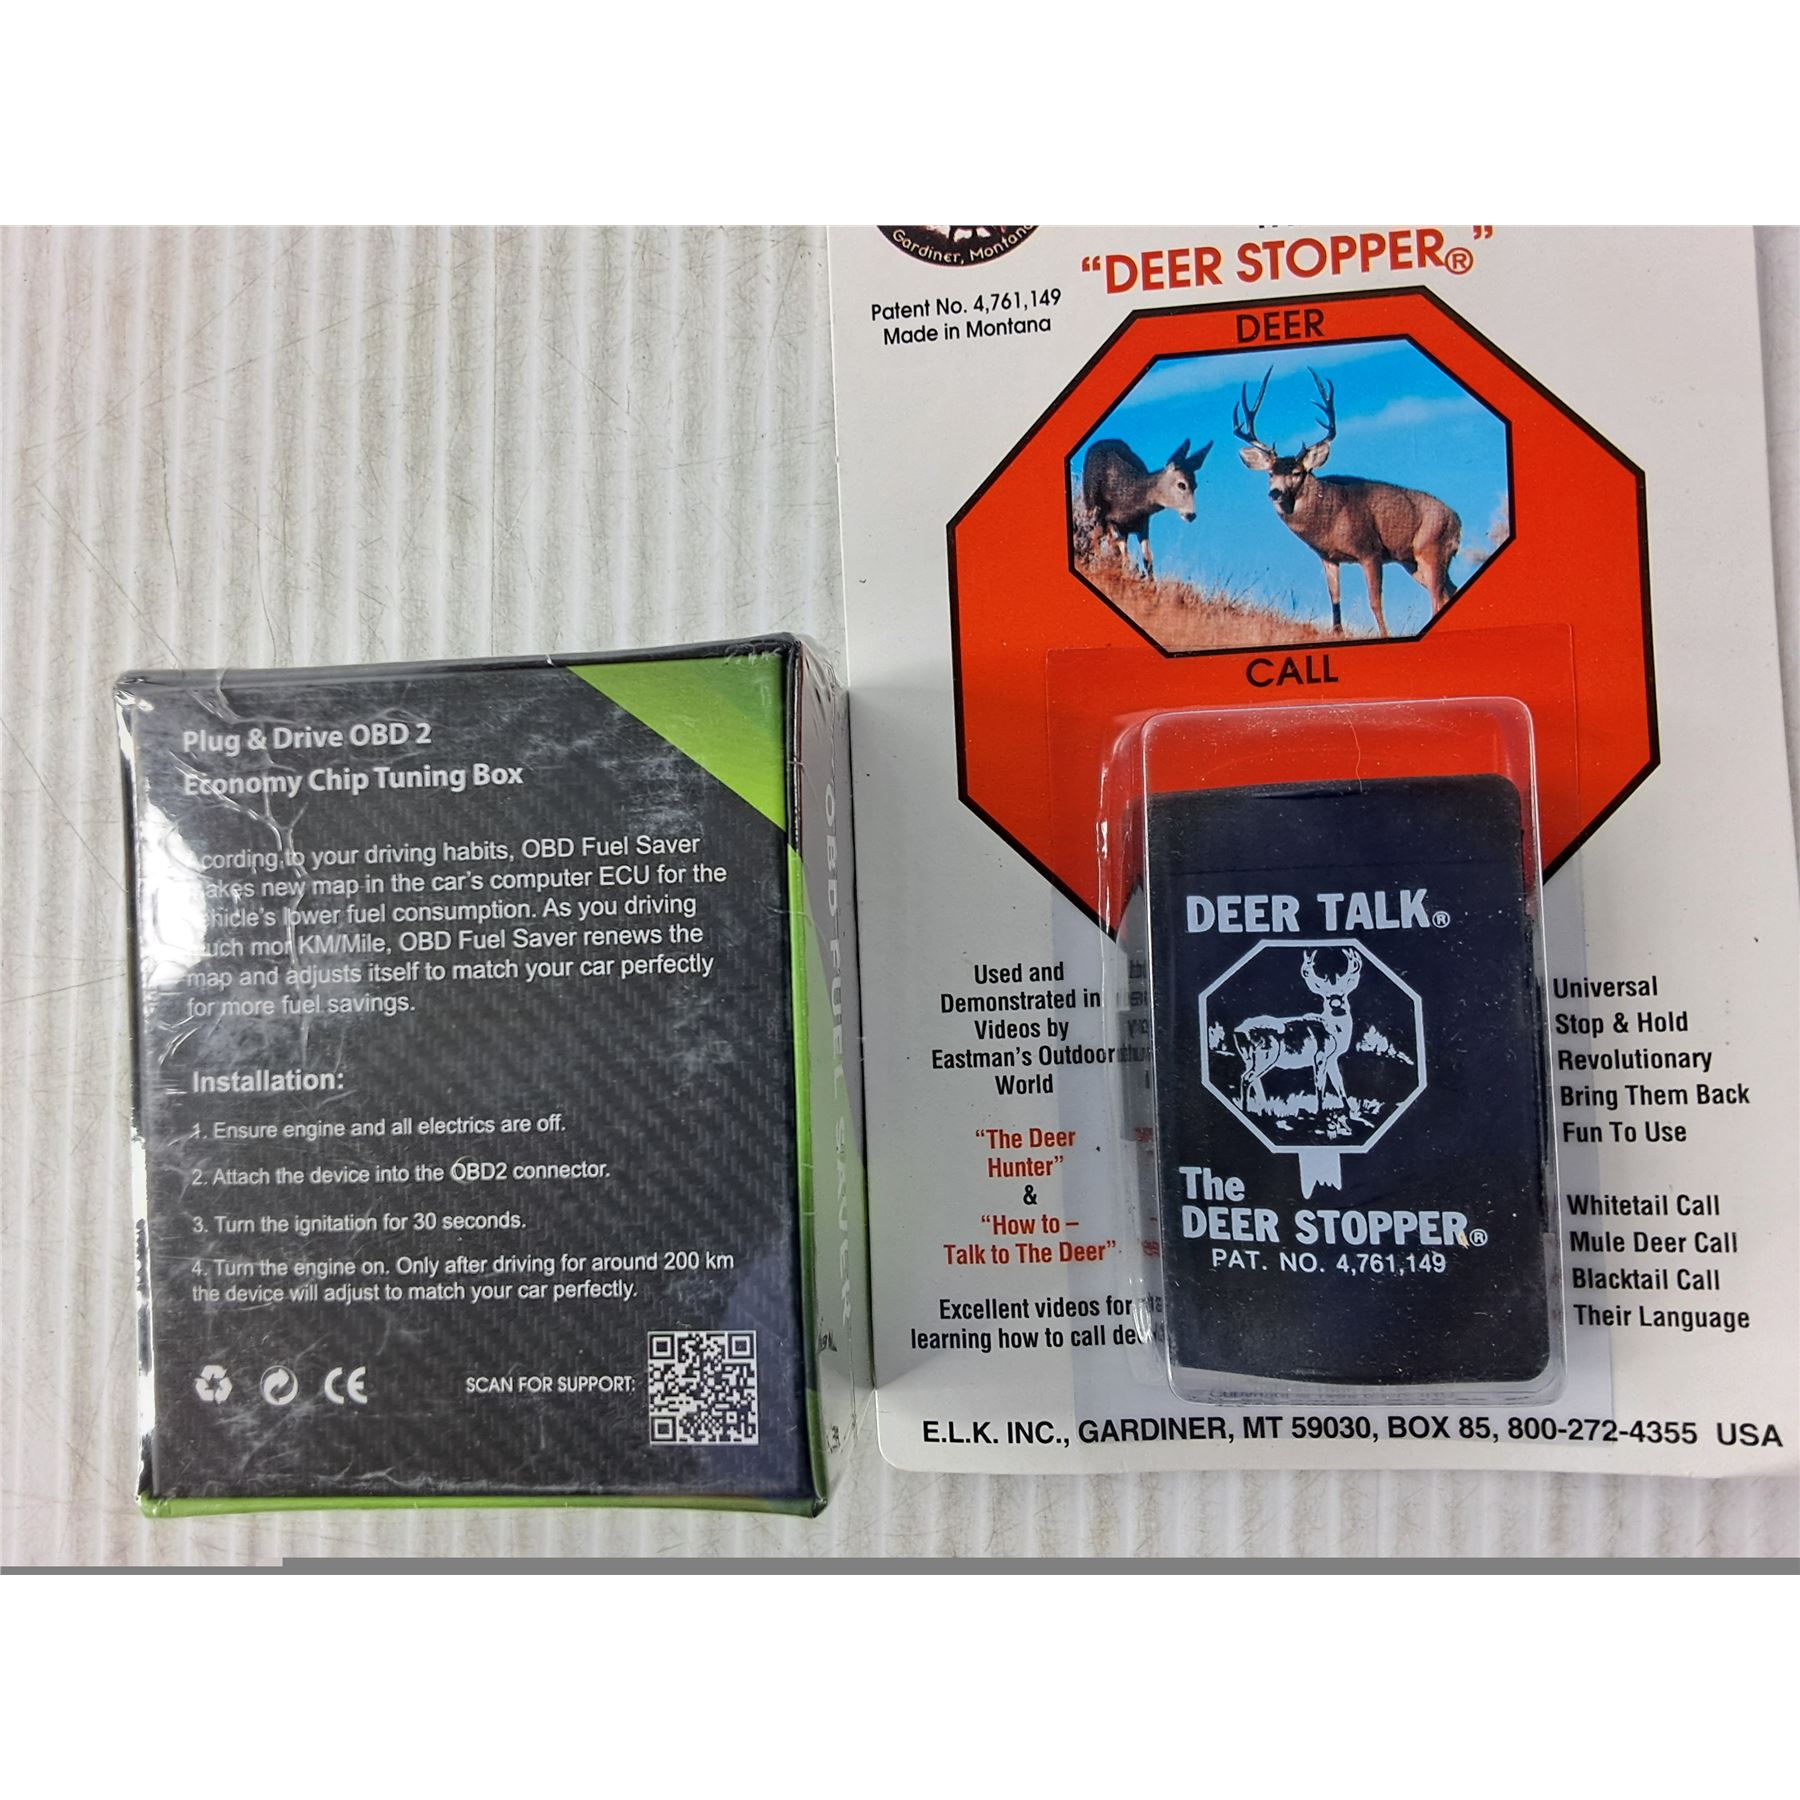 Plug & Drive OBD 2
Economy Chip Tuning Box
cording to your driving habits, OBD Fuel Saver
akes new map in the car's computer ECU for the
hicle's lower fuel consumption. As you driving
uch mor KM/Mile, OBD Fuel Saver renews the
map and adjusts itself to match your car perfectly
for more fuel savings.
Installation:
1. Ensure engine and all electrics are off.
2. Attach the device into the OBD2 connector.
3. Turn the ignitation for 30 seconds.
4. Turn the engine on. Only after driving for around 200 km
the device will adjust to match your car perfectly.
CE
SCAN FOR SUPPORT:
OBD FUEL SAVER
Gardiner, Montana
"DEER STOPPER®"
Patent No. 4,761,149
Made in Montana
DEER
CALL
DEER TALK®
The
DEER STOPPER®
PAT. NO. 4,761,149
Used and
Demonstrated in
Videos by
Eastman's Outdoor
World
"The Deer
Hunter"
&
"How to –
Talk to The Deer"
Excellent videos for
learning how to call de
Universal
Stop & Hold
Revolutionary
Bring Them Back
Fun To Use
Whitetail Call
Mule Deer Call
Blacktail Call
Their Language
E.L.K. INC., GARDINER, MT 59030, BOX 85, 800-272-4355 USA